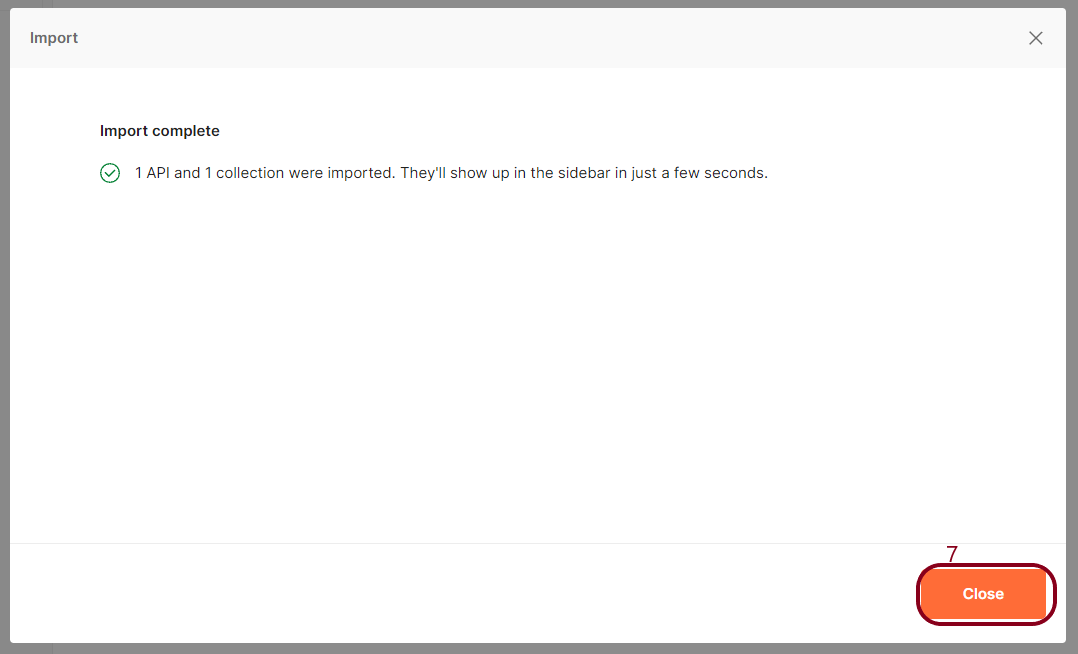 Import
Import complete
1 API and 1 collection were imported. They'll show up in the sidebar in just a few seconds.
7
Close